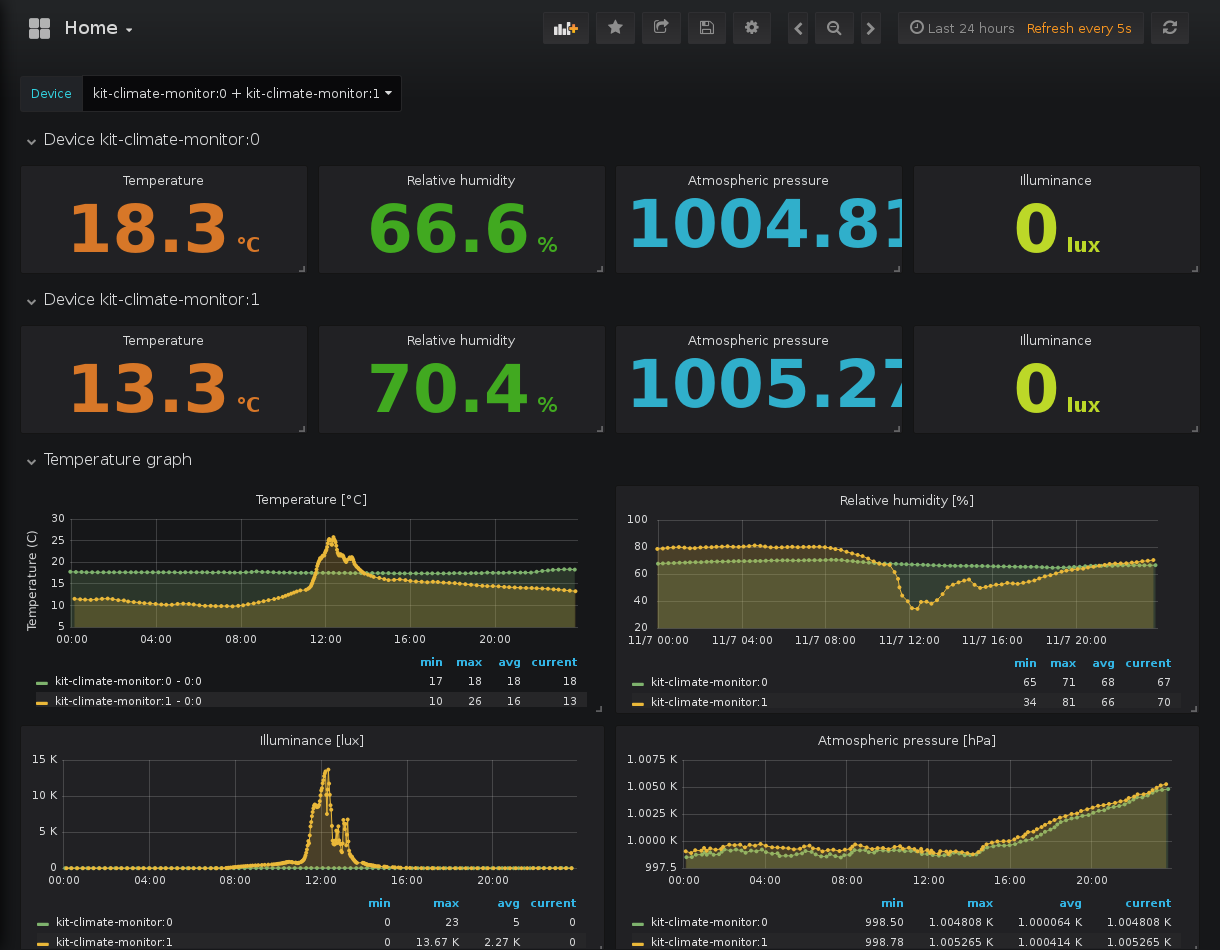 Home
Last 24 hours Refresh every 5s
Device kit-climate-monitor:0 + kit-climate-monitor:1
Device kit-climate-monitor:0
Temperature Relative humidity Atmospheric pressure Illuminance
18.3 °C 66.6 % 1004.81 0 lux
Device kit-climate-monitor:1
Temperature Relative humidity Atmospheric pressure Illuminance
13.3 °C 70.4 % 1005.27 0 lux
Temperature graph
Temperature [°C]
Temperature (C)
30
25
20
15
10
5
00:00 04:00 08:00 12:00 16:00 20:00
min max avg current
kit-climate-monitor:0 - 0:0 17 18 18 18
kit-climate-monitor:1 - 0:0 10 26 16 13
Relative humidity [%]
100
80
60
40
20
11/7 00:00 11/7 04:00 11/7 08:00 11/7 12:00 11/7 16:00 11/7 20:00
min max avg current
kit-climate-monitor:0 65 71 68 67
kit-climate-monitor:1 34 81 66 70
Illuminance [lux]
15 K
10 K
5 K
0
00:00 04:00 08:00 12:00 16:00 20:00
min max avg current
kit-climate-monitor:0 0 23 5 0
kit-climate-monitor:1 0 13.67 K 2.27 K 0
Atmospheric pressure [hPa]
1.0075 K
1.0050 K
1.0025 K
1.0000 K
997.5
00:00 04:00 08:00 12:00 16:00 20:00
min max avg current
kit-climate-monitor:0 998.50 1.004808 K 1.000064 K 1.004808 K
kit-climate-monitor:1 998.78 1.005265 K 1.000414 K 1.005265 K